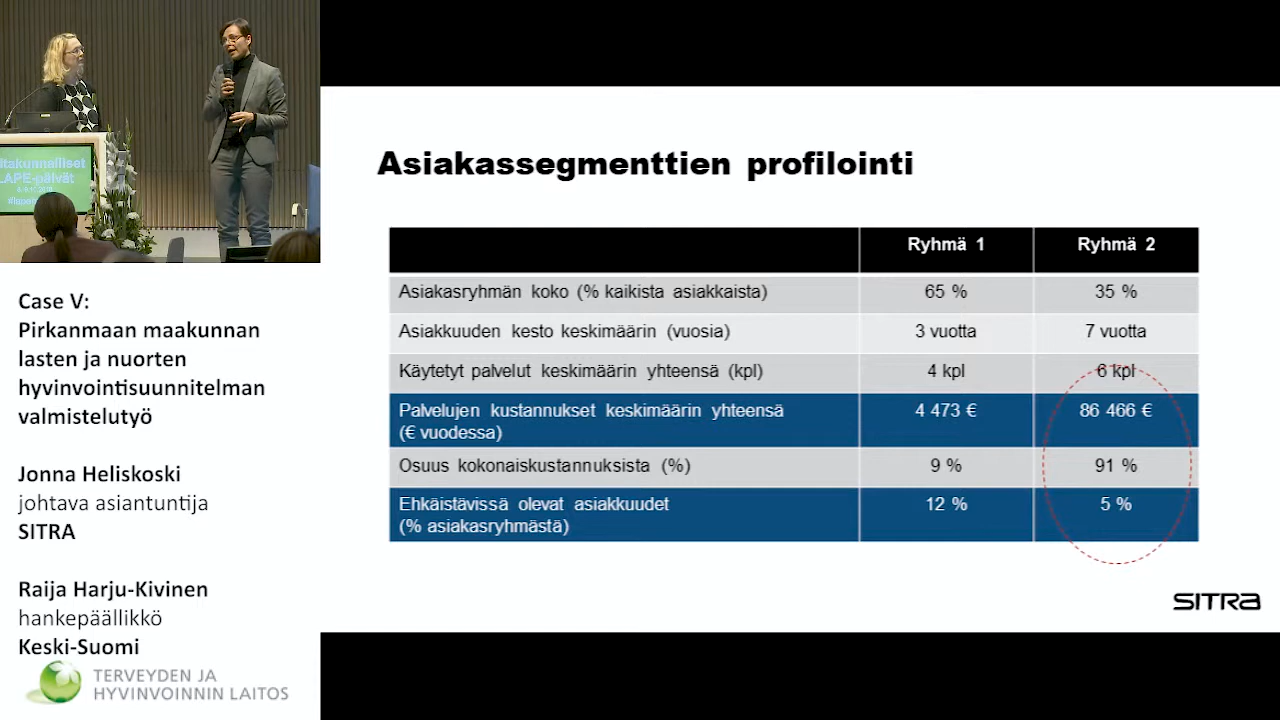 ltakunnalliset
LAPE-päivät
Case V:
Pirkanmaan maakunnan
lasten ja nuorten
hyvinvointisuunnitelman
valmistelutyö
Jonna Heliskoski
johtava asiantuntija
SITRA
Raija Harju-Kivinen
hankepäällikkö
Keski-Suomi
TERVEYDEN JA
HYVINVOINNIN LAITOS
Asiakassegmenttien profilointi
Ryhmä 1 Ryhmä 2
Asiakasryhmän koko (% kaikista asiakkaista) 65 % 35 %
Asiakkuuden kesto keskimäärin (vuosia) 3 vuotta 7 vuotta
Käytetyt palvelut keskimäärin yhteensä (kpl) 4 kpl 6 kpl
Palvelujen kustannukset keskimäärin yhteensä 4 473 € 86 466 €
(€ vuodessa)
Osuus kokonaiskustannuksista (%) 9 % 91 %
Ehkäistävissä olevat asiakkuudet 12 % 5 %
(% asiakasryhmästä)
SITRA